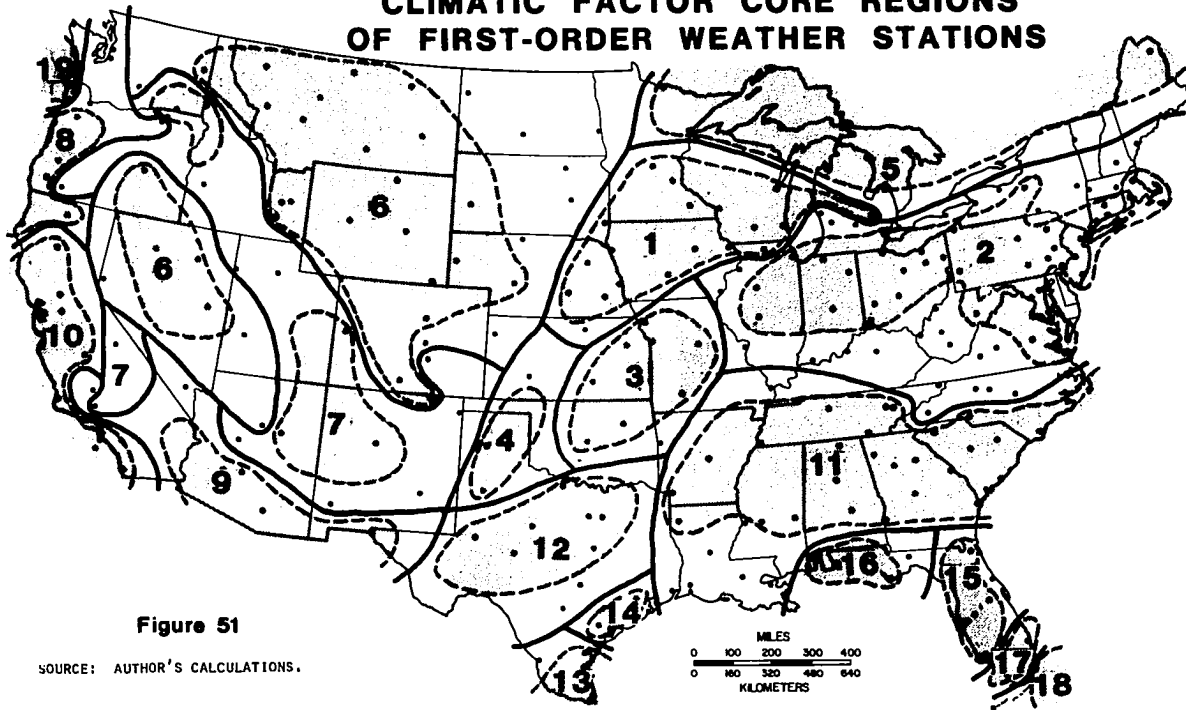 CLIMATIC FACTOR CORE REGIONS
OF FIRST-ORDER WEATHER STATIONS
19
8
6
6
5
1
2
10
7
3
7
4
9
11
12
16
15
14
13
17
18
Figure 51
SOURCE: AUTHOR'S CALCULATIONS.
MILES
0 100 200 300 400
0 160 320 480 640
KILOMETERS